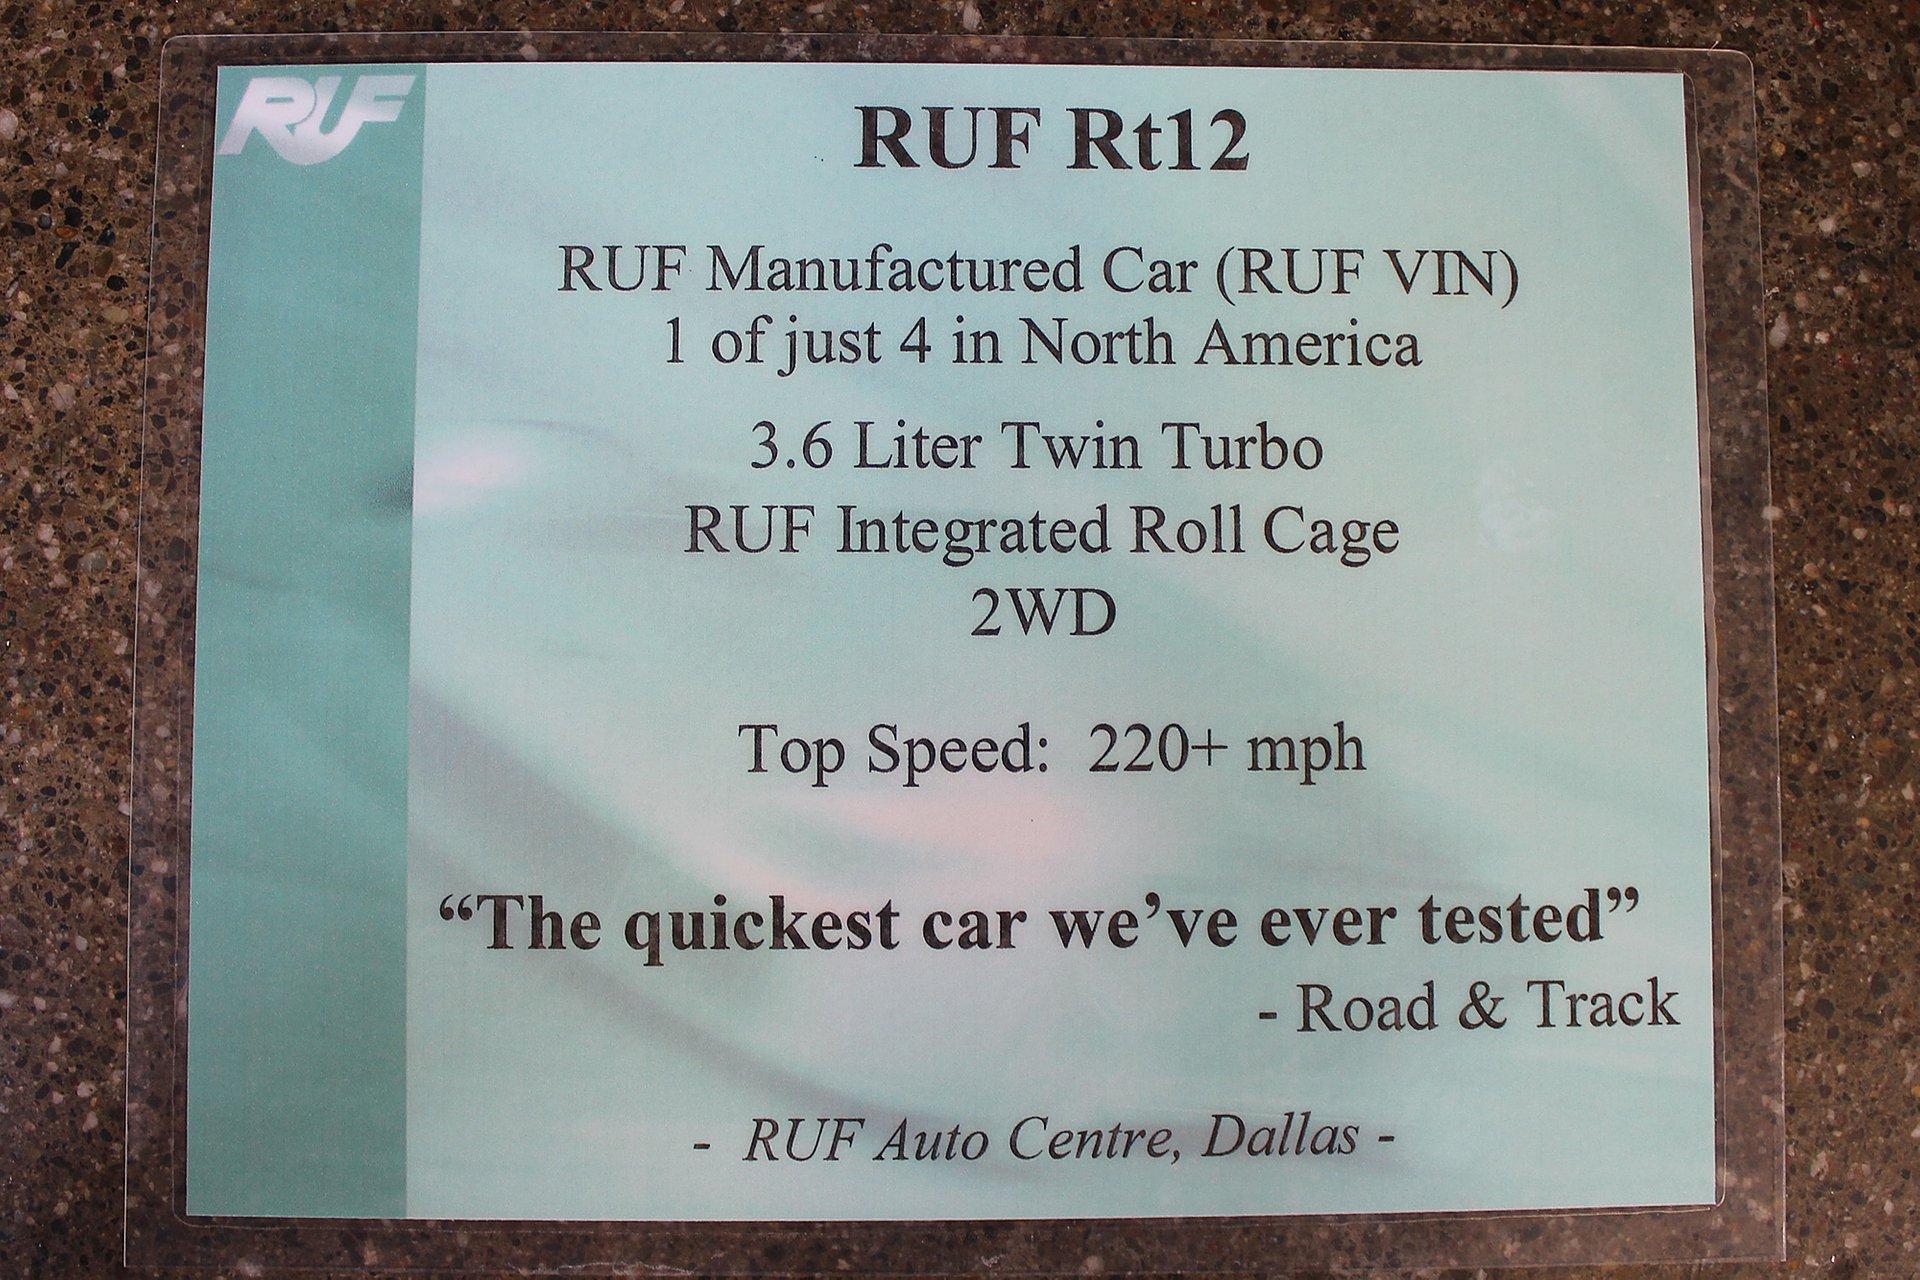 RUF
RUF Rt12
RUF Manufactured Car (RUF VIN)
1 of just 4 in North America
3.6 Liter Twin Turbo
RUF Integrated Roll Cage
2WD
Top Speed: 220+ mph
“The quickest car we’ve ever tested”
- Road & Track
- RUF Auto Centre, Dallas -